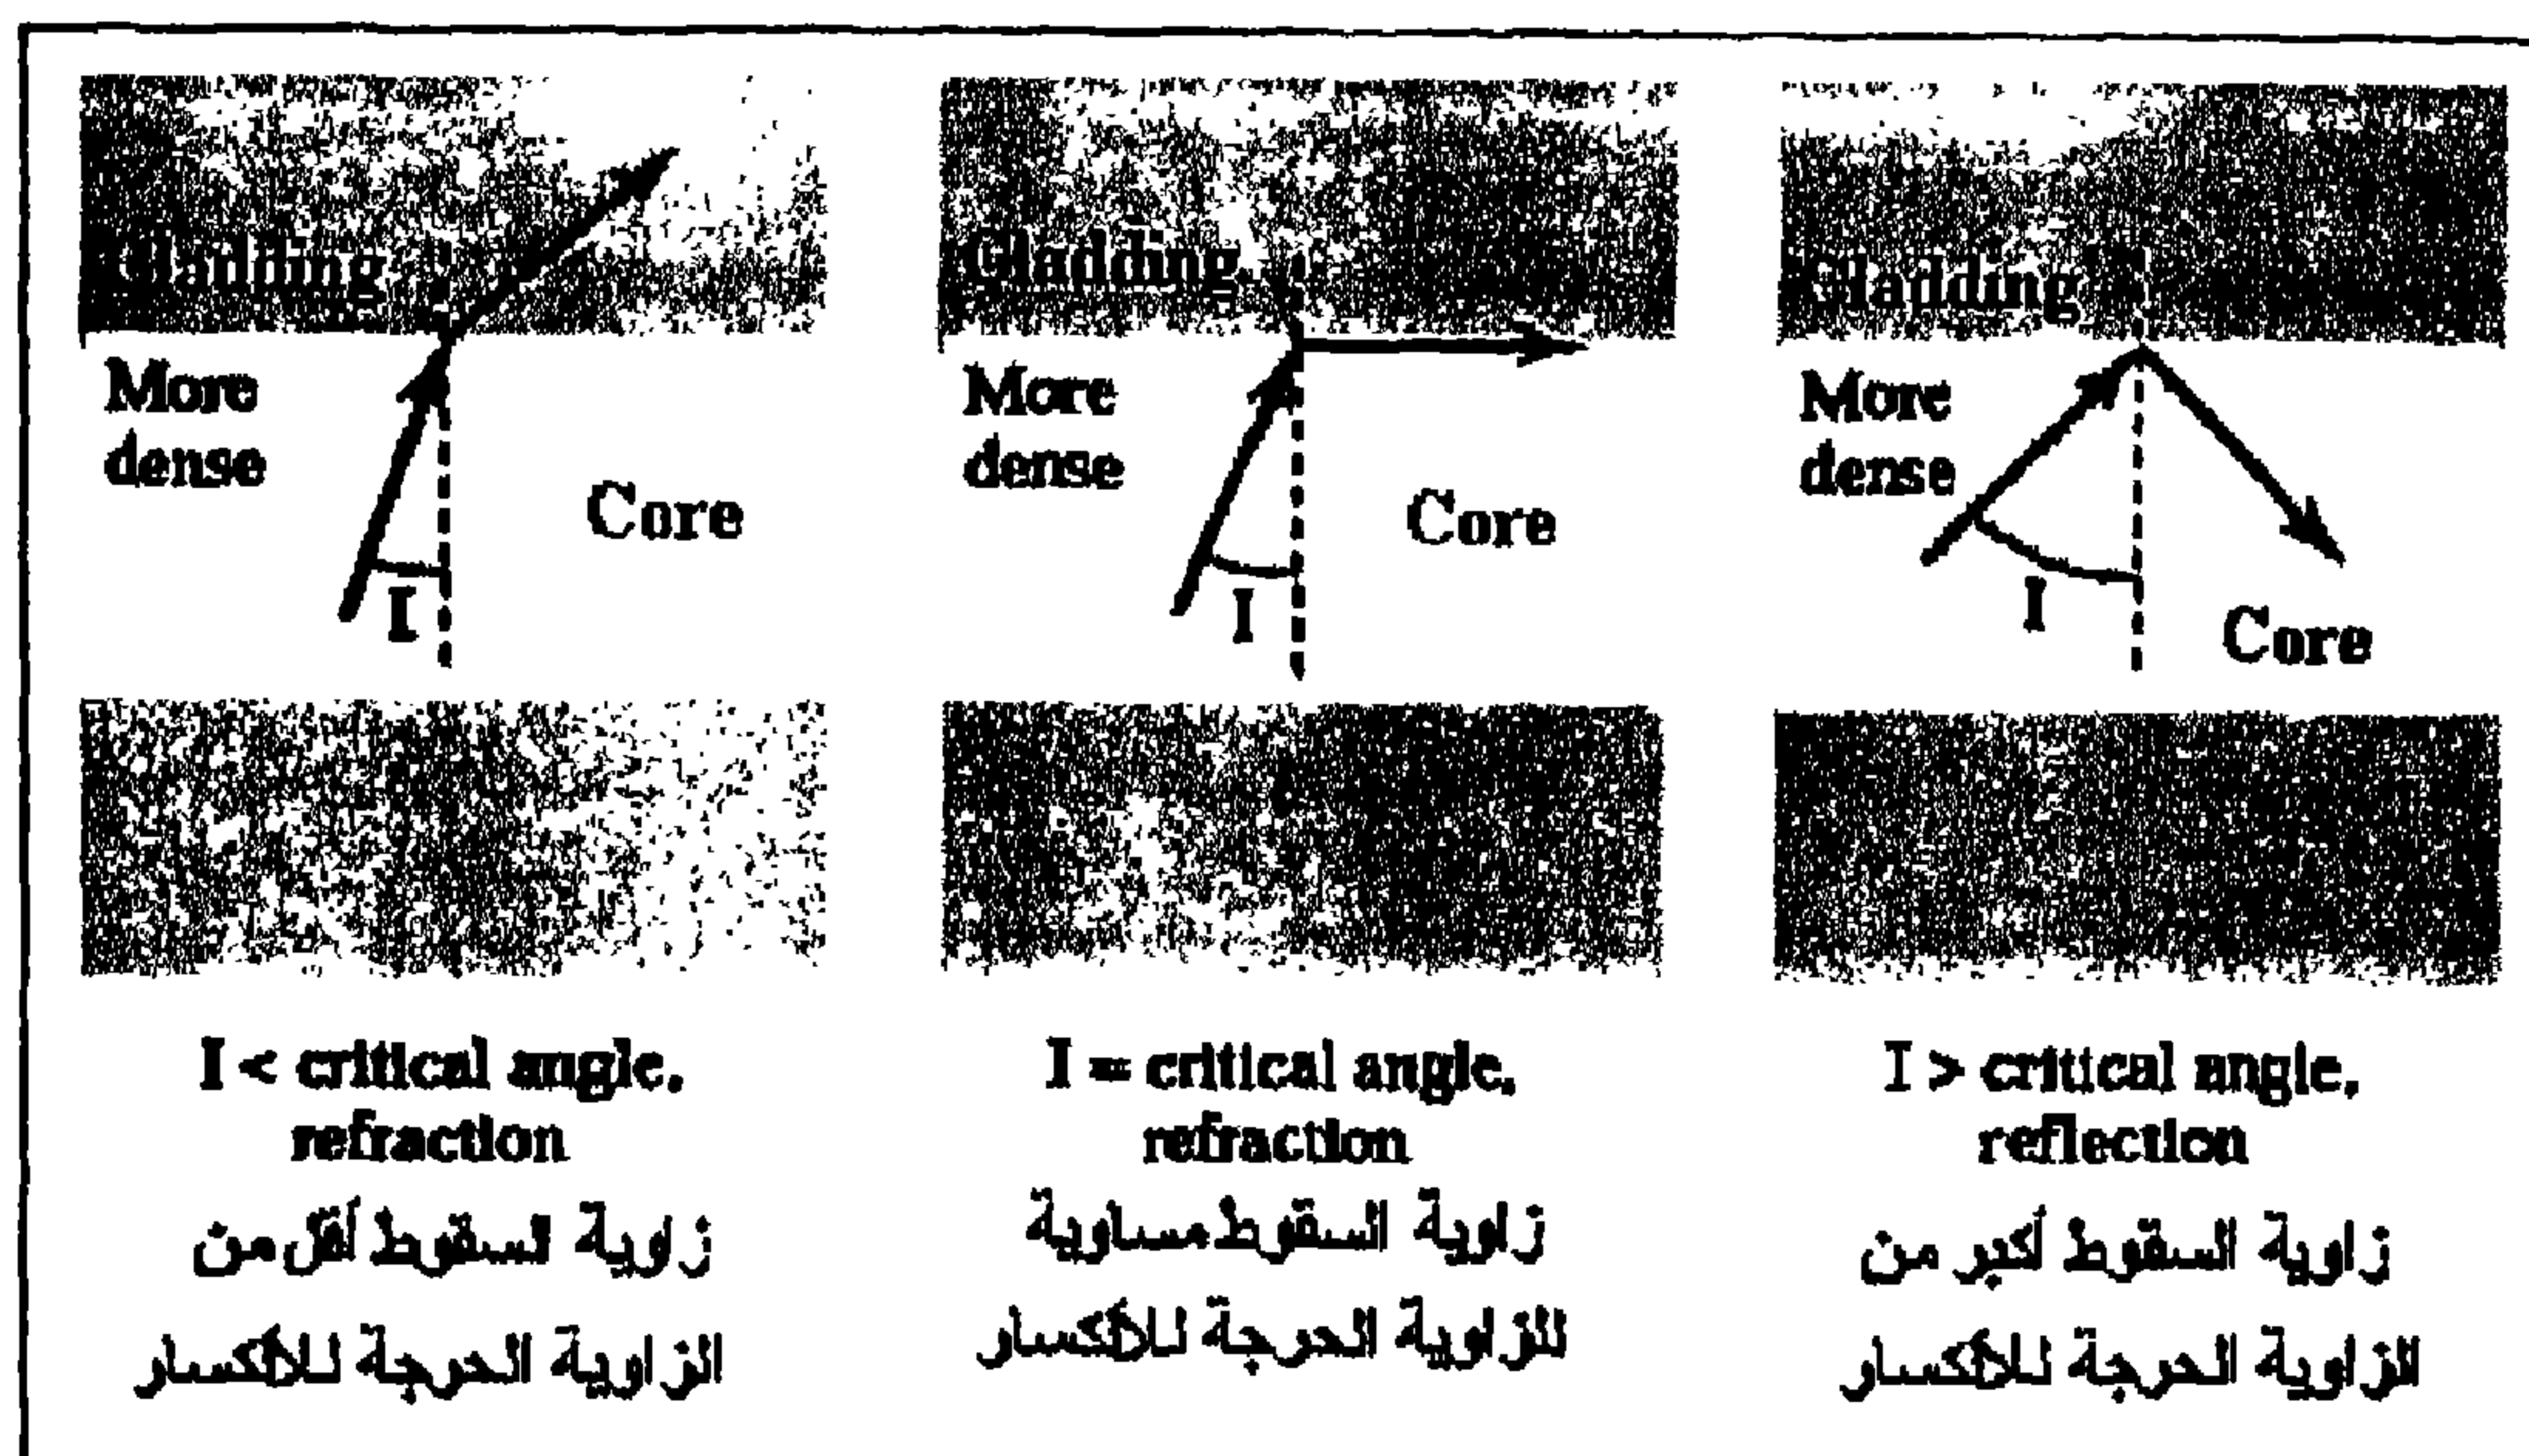 Cladding
More
dense
Core
I
I < critical angle,
refraction
زاوية السقوط أقل من
الزاوية الحرجة للانكسار
Cladding
More
dense
Core
I
I = critical angle,
refraction
زاوية السقوط مساوية
للزاوية الحرجة للانكسار
Cladding
More
dense
I
Core
I > critical angle,
reflection
زاوية السقوط أكبر من
الزاوية الحرجة للانكسار